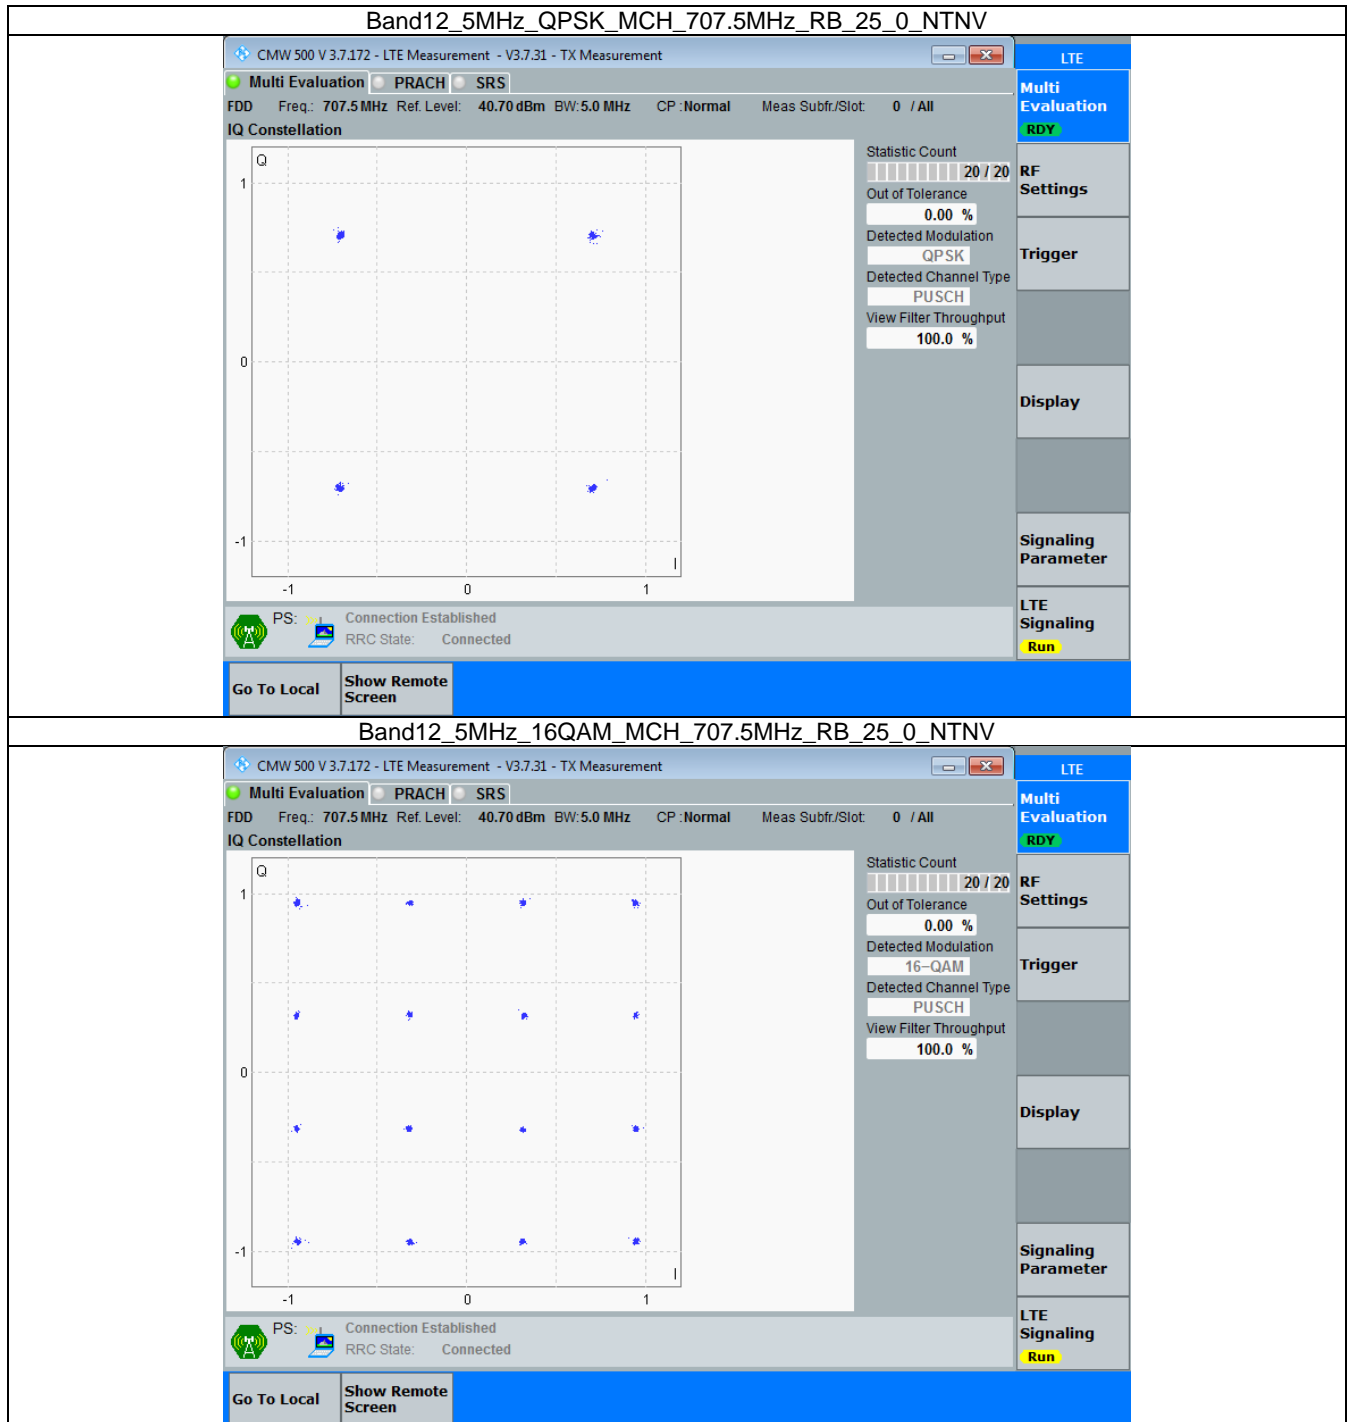 Band12_5MHz_QPSK_MCH_707.5MHz_RB_25_0_NTNV
CMW 500 V 3.7.172 - LTE Measurement - V3.7.31 - TX Measurement
LTE
Multi Evaluation PRACH SRS
Multi
Evaluation
RDY
FDD Freq.: 707.5 MHz Ref. Level: 40.70 dBm BW: 5.0 MHz CP : Normal Meas Subfr./Slot: 0 / All
IQ Constellation
Q
1
0
-1
I
-1 0 1
Statistic Count
20 / 20
Out of Tolerance
0.00 %
Detected Modulation
QPSK
Detected Channel Type
PUSCH
View Filter Throughput
100.0 %
RF
Settings
Trigger
Display
Signaling
Parameter
LTE
Signaling
Run
PS: Connection Established
RRC State: Connected
Go To Local
Show Remote
Screen
Band12_5MHz_16QAM_MCH_707.5MHz_RB_25_0_NTNV
CMW 500 V 3.7.172 - LTE Measurement - V3.7.31 - TX Measurement
LTE
Multi Evaluation PRACH SRS
Multi
Evaluation
RDY
FDD Freq.: 707.5 MHz Ref. Level: 40.70 dBm BW: 5.0 MHz CP : Normal Meas Subfr./Slot: 0 / All
IQ Constellation
Q
1
0
-1
I
-1 0 1
Statistic Count
20 / 20
Out of Tolerance
0.00 %
Detected Modulation
16-QAM
Detected Channel Type
PUSCH
View Filter Throughput
100.0 %
RF
Settings
Trigger
Display
Signaling
Parameter
LTE
Signaling
Run
PS: Connection Established
RRC State: Connected
Go To Local
Show Remote
Screen